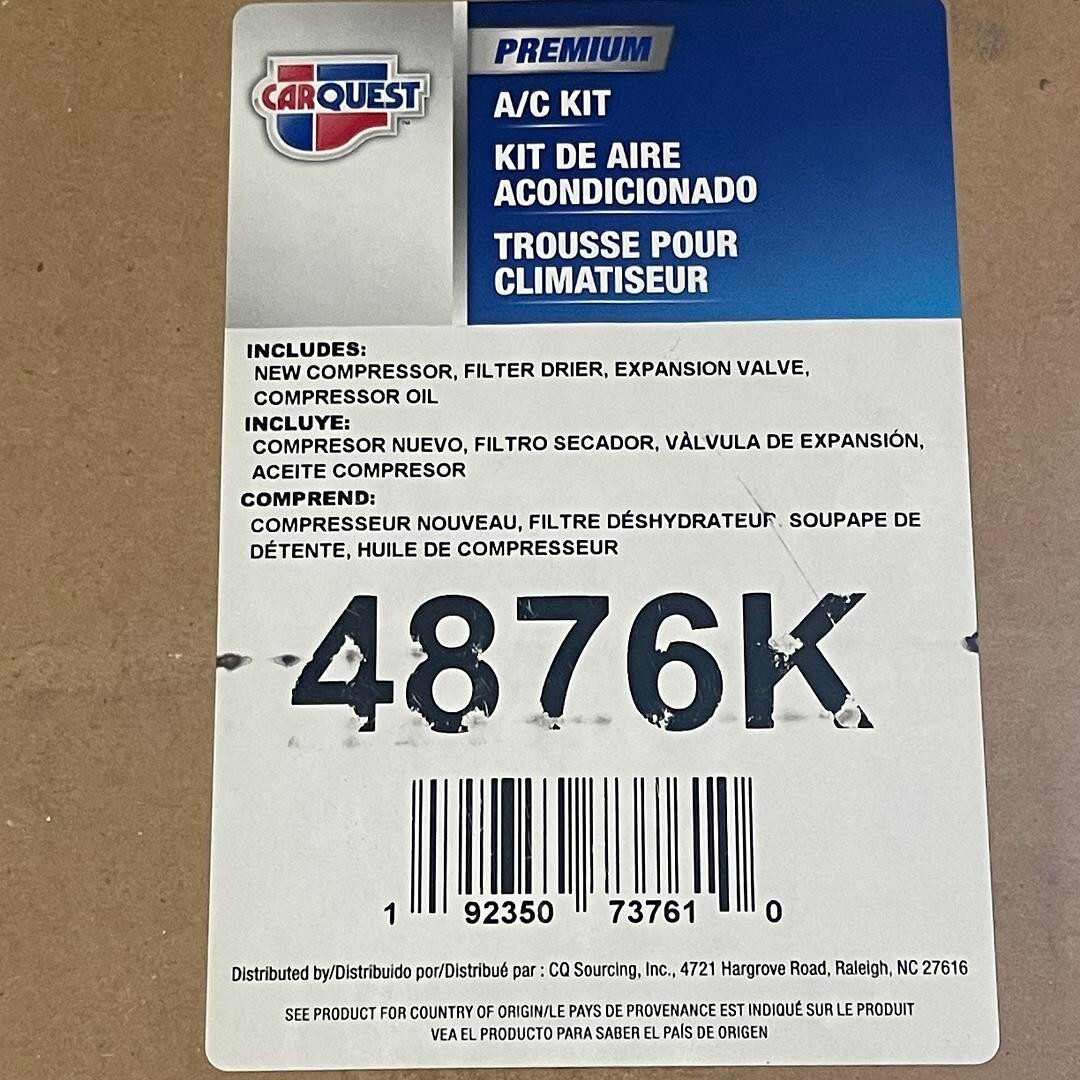 CARQUEST
PREMIUM
A/C KIT
KIT DE AIRE
ACONDICIONADO
TROUSSE POUR
CLIMATISEUR
INCLUDES:
NEW COMPRESSOR, FILTER DRIER, EXPANSION VALVE,
COMPRESSOR OIL
INCLUYE:
COMPRESOR NUEVO, FILTRO SECADOR, VÀLVULA DE EXPANSIÓN,
ACEITE COMPRESOR
COMPREND:
COMPRESSEUR NOUVEAU, FILTRE DÉSHYDRATEUR, SOUPAPE DE
DÉTENTE, HUILE DE COMPRESSEUR
4876K
1 92350 73761 0
Distributed by/Distribuido por/Distribué par : CQ Sourcing, Inc., 4721 Hargrove Road, Raleigh, NC 27616
SEE PRODUCT FOR COUNTRY OF ORIGIN/LE PAYS DE PROVENANCE EST INDIQUÉ SUR LE PRODUIT
VEA EL PRODUCTO PARA SABER EL PAÍS DE ORIGEN